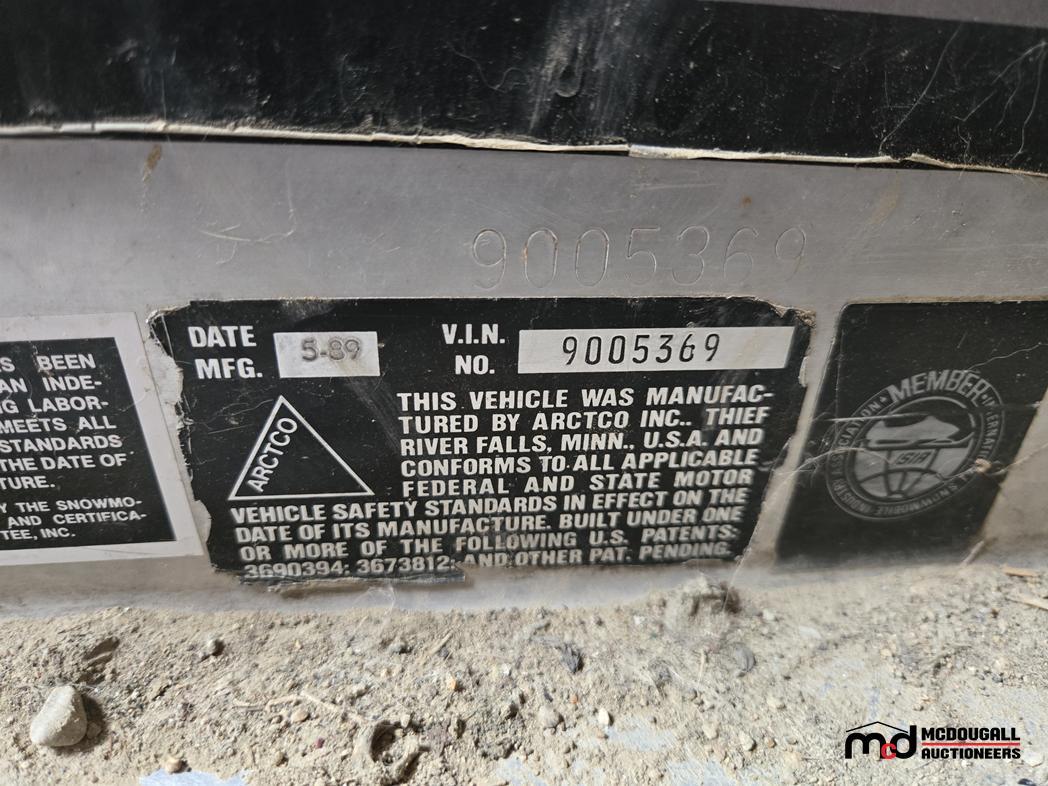 9005369
DATE
MFG. 5-89
V.I.N.
NO. 9005369
ARCTCO
THIS VEHICLE WAS MANUFAC-
TURED BY ARCTCO INC., THIEF
RIVER FALLS, MINN., U.S.A. AND
CONFORMS TO ALL APPLICABLE
FEDERAL AND STATE MOTOR
VEHICLE SAFETY STANDARDS IN EFFECT ON THE
DATE OF ITS MANUFACTURE. BUILT UNDER ONE
OR MORE OF THE FOLLOWING U.S. PATENTS:
3690394; 3673812; AND OTHER PAT. PENDING.
S BEEN
AN INDE-
NG LABOR-
MEETS ALL
STANDARDS
THE DATE OF
TURE.
Y THE SNOWMO-
AND CERTIFICA-
TEE, INC.
MEMBER
ISIA
SNOWMOBILE INDUSTRY ASSOCIATION
mcd MCDOUGALL
AUCTIONEERS